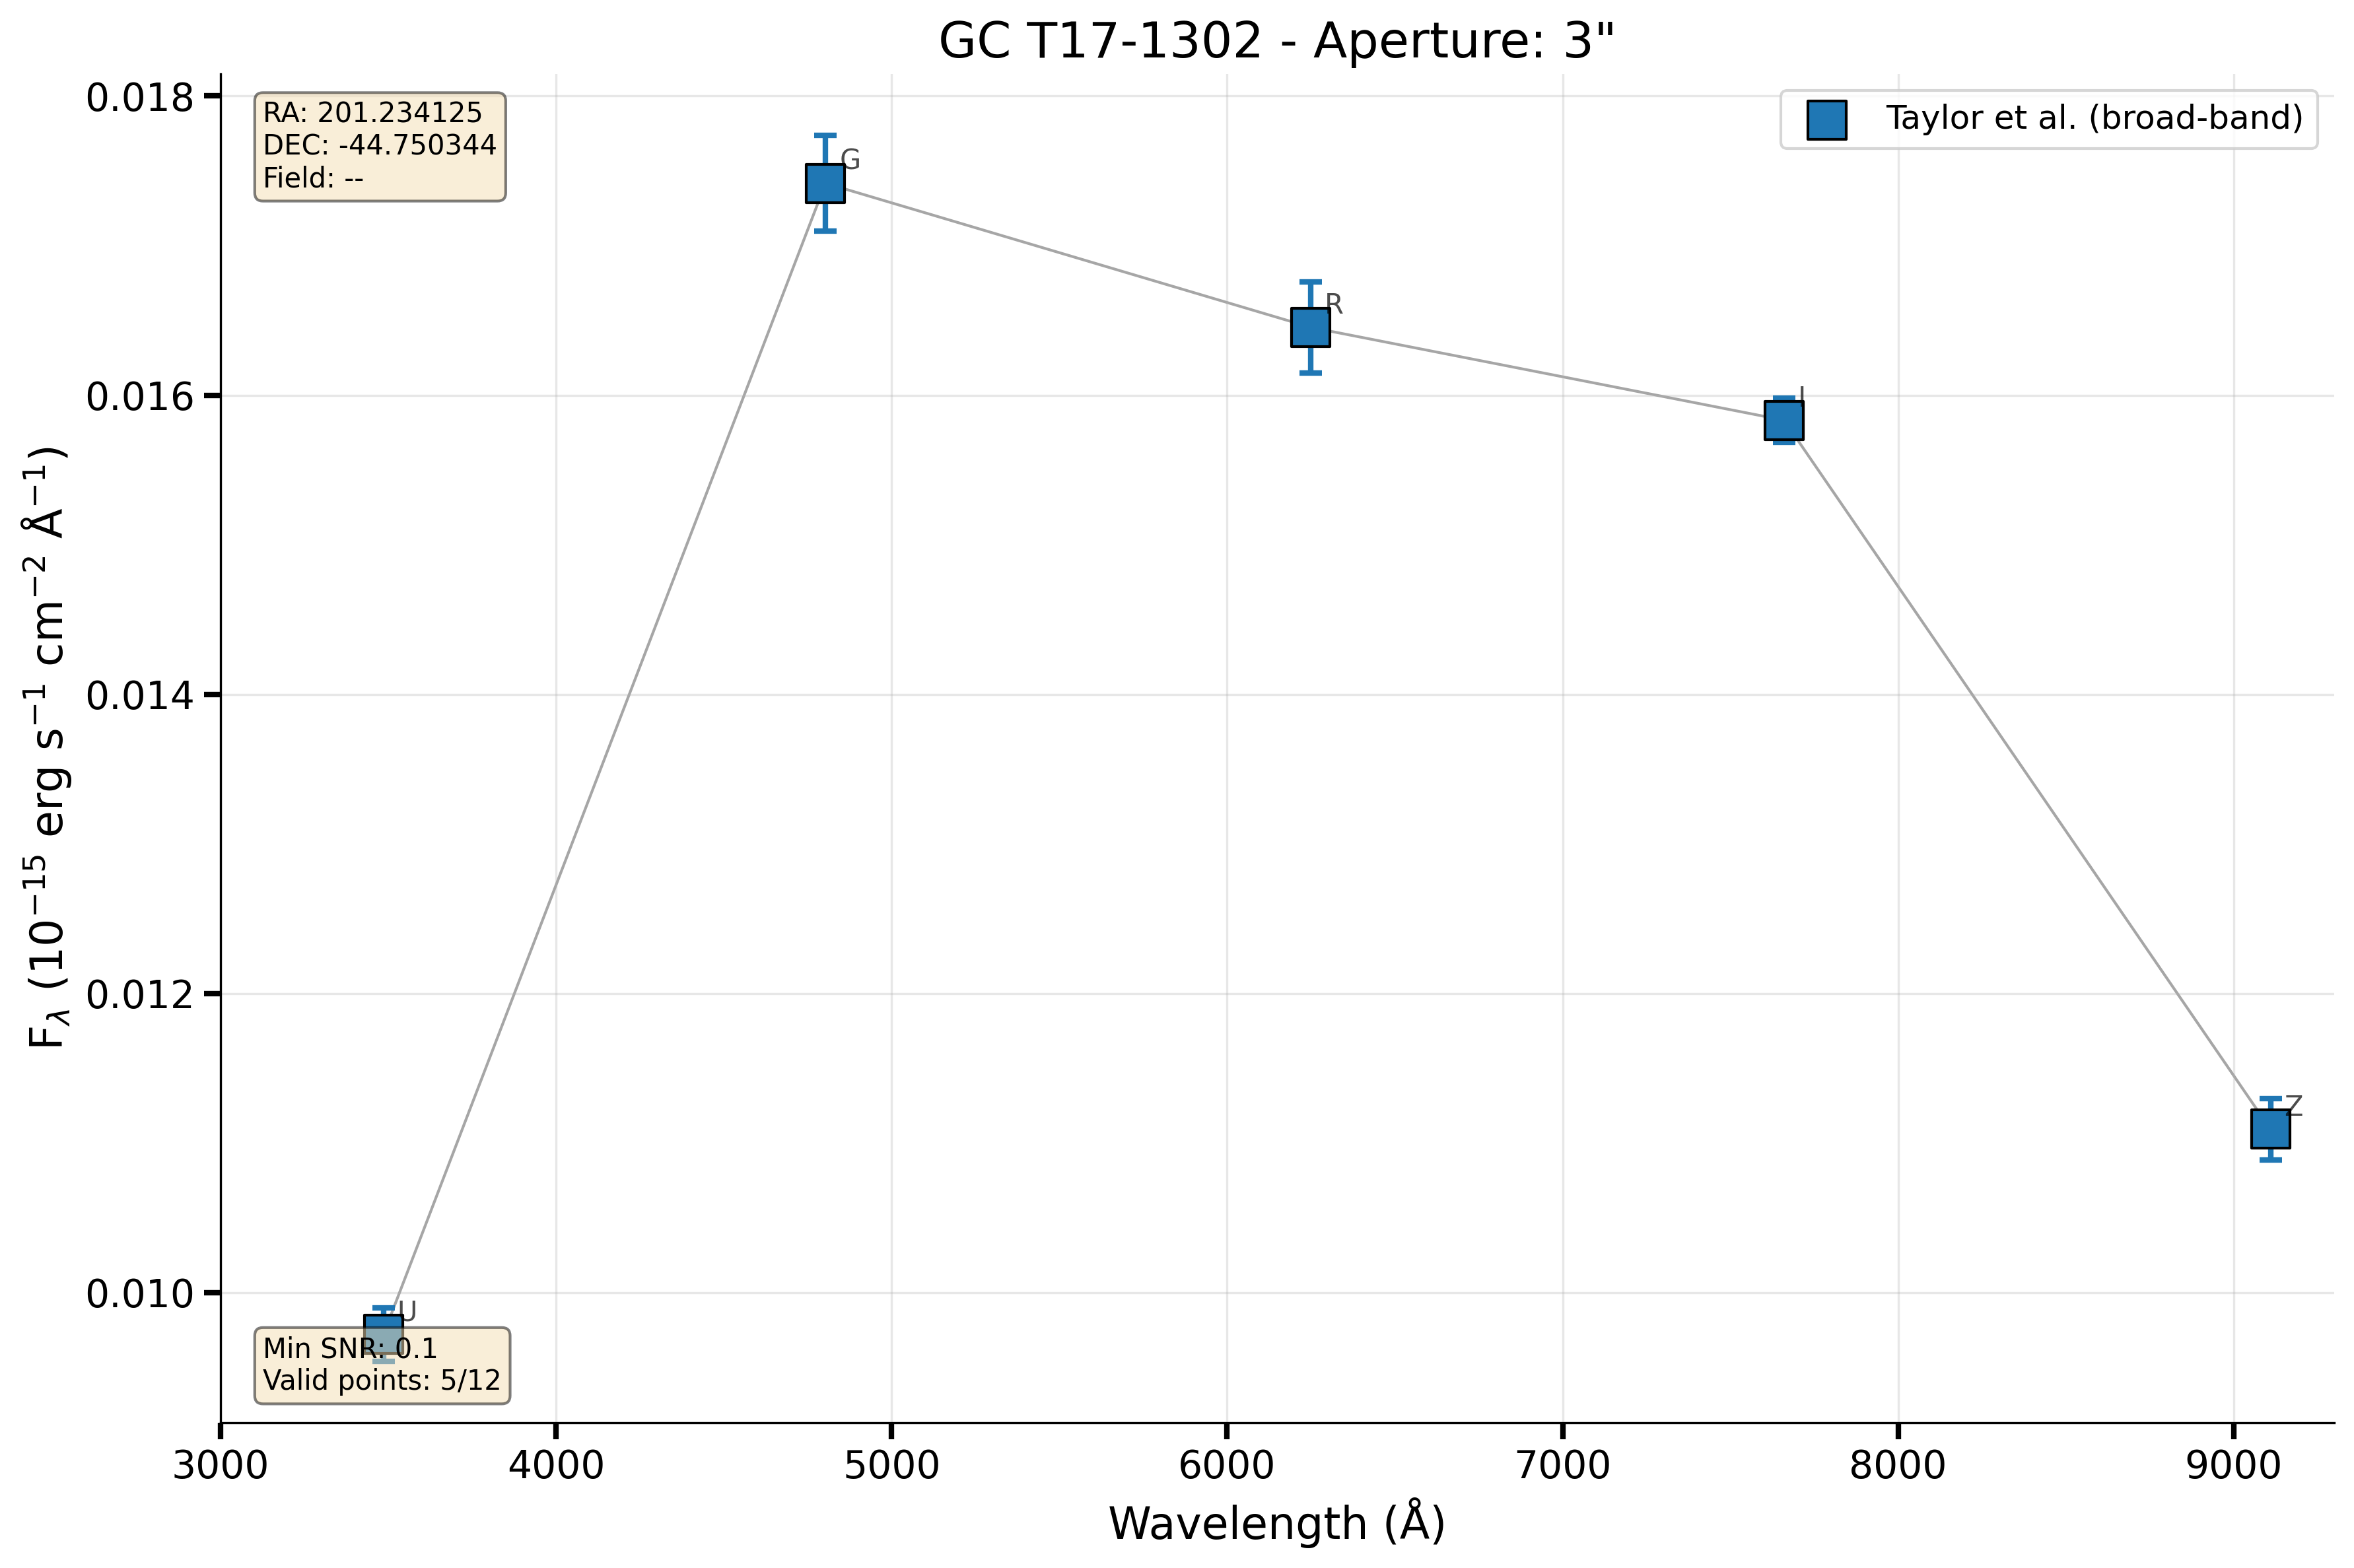 GC T17-1302 - Aperture: 3"
RA: 201.234125
DEC: -44.750344
Field: --
Taylor et al. (broad-band)
G
R
I
Z
U
Min SNR: 0.1
Valid points: 5/12
0.018
0.016
0.014
0.012
0.010
F_λ (10⁻¹⁵ erg s⁻¹ cm⁻² Å⁻¹)
3000 4000 5000 6000 7000 8000 9000
Wavelength (Å)